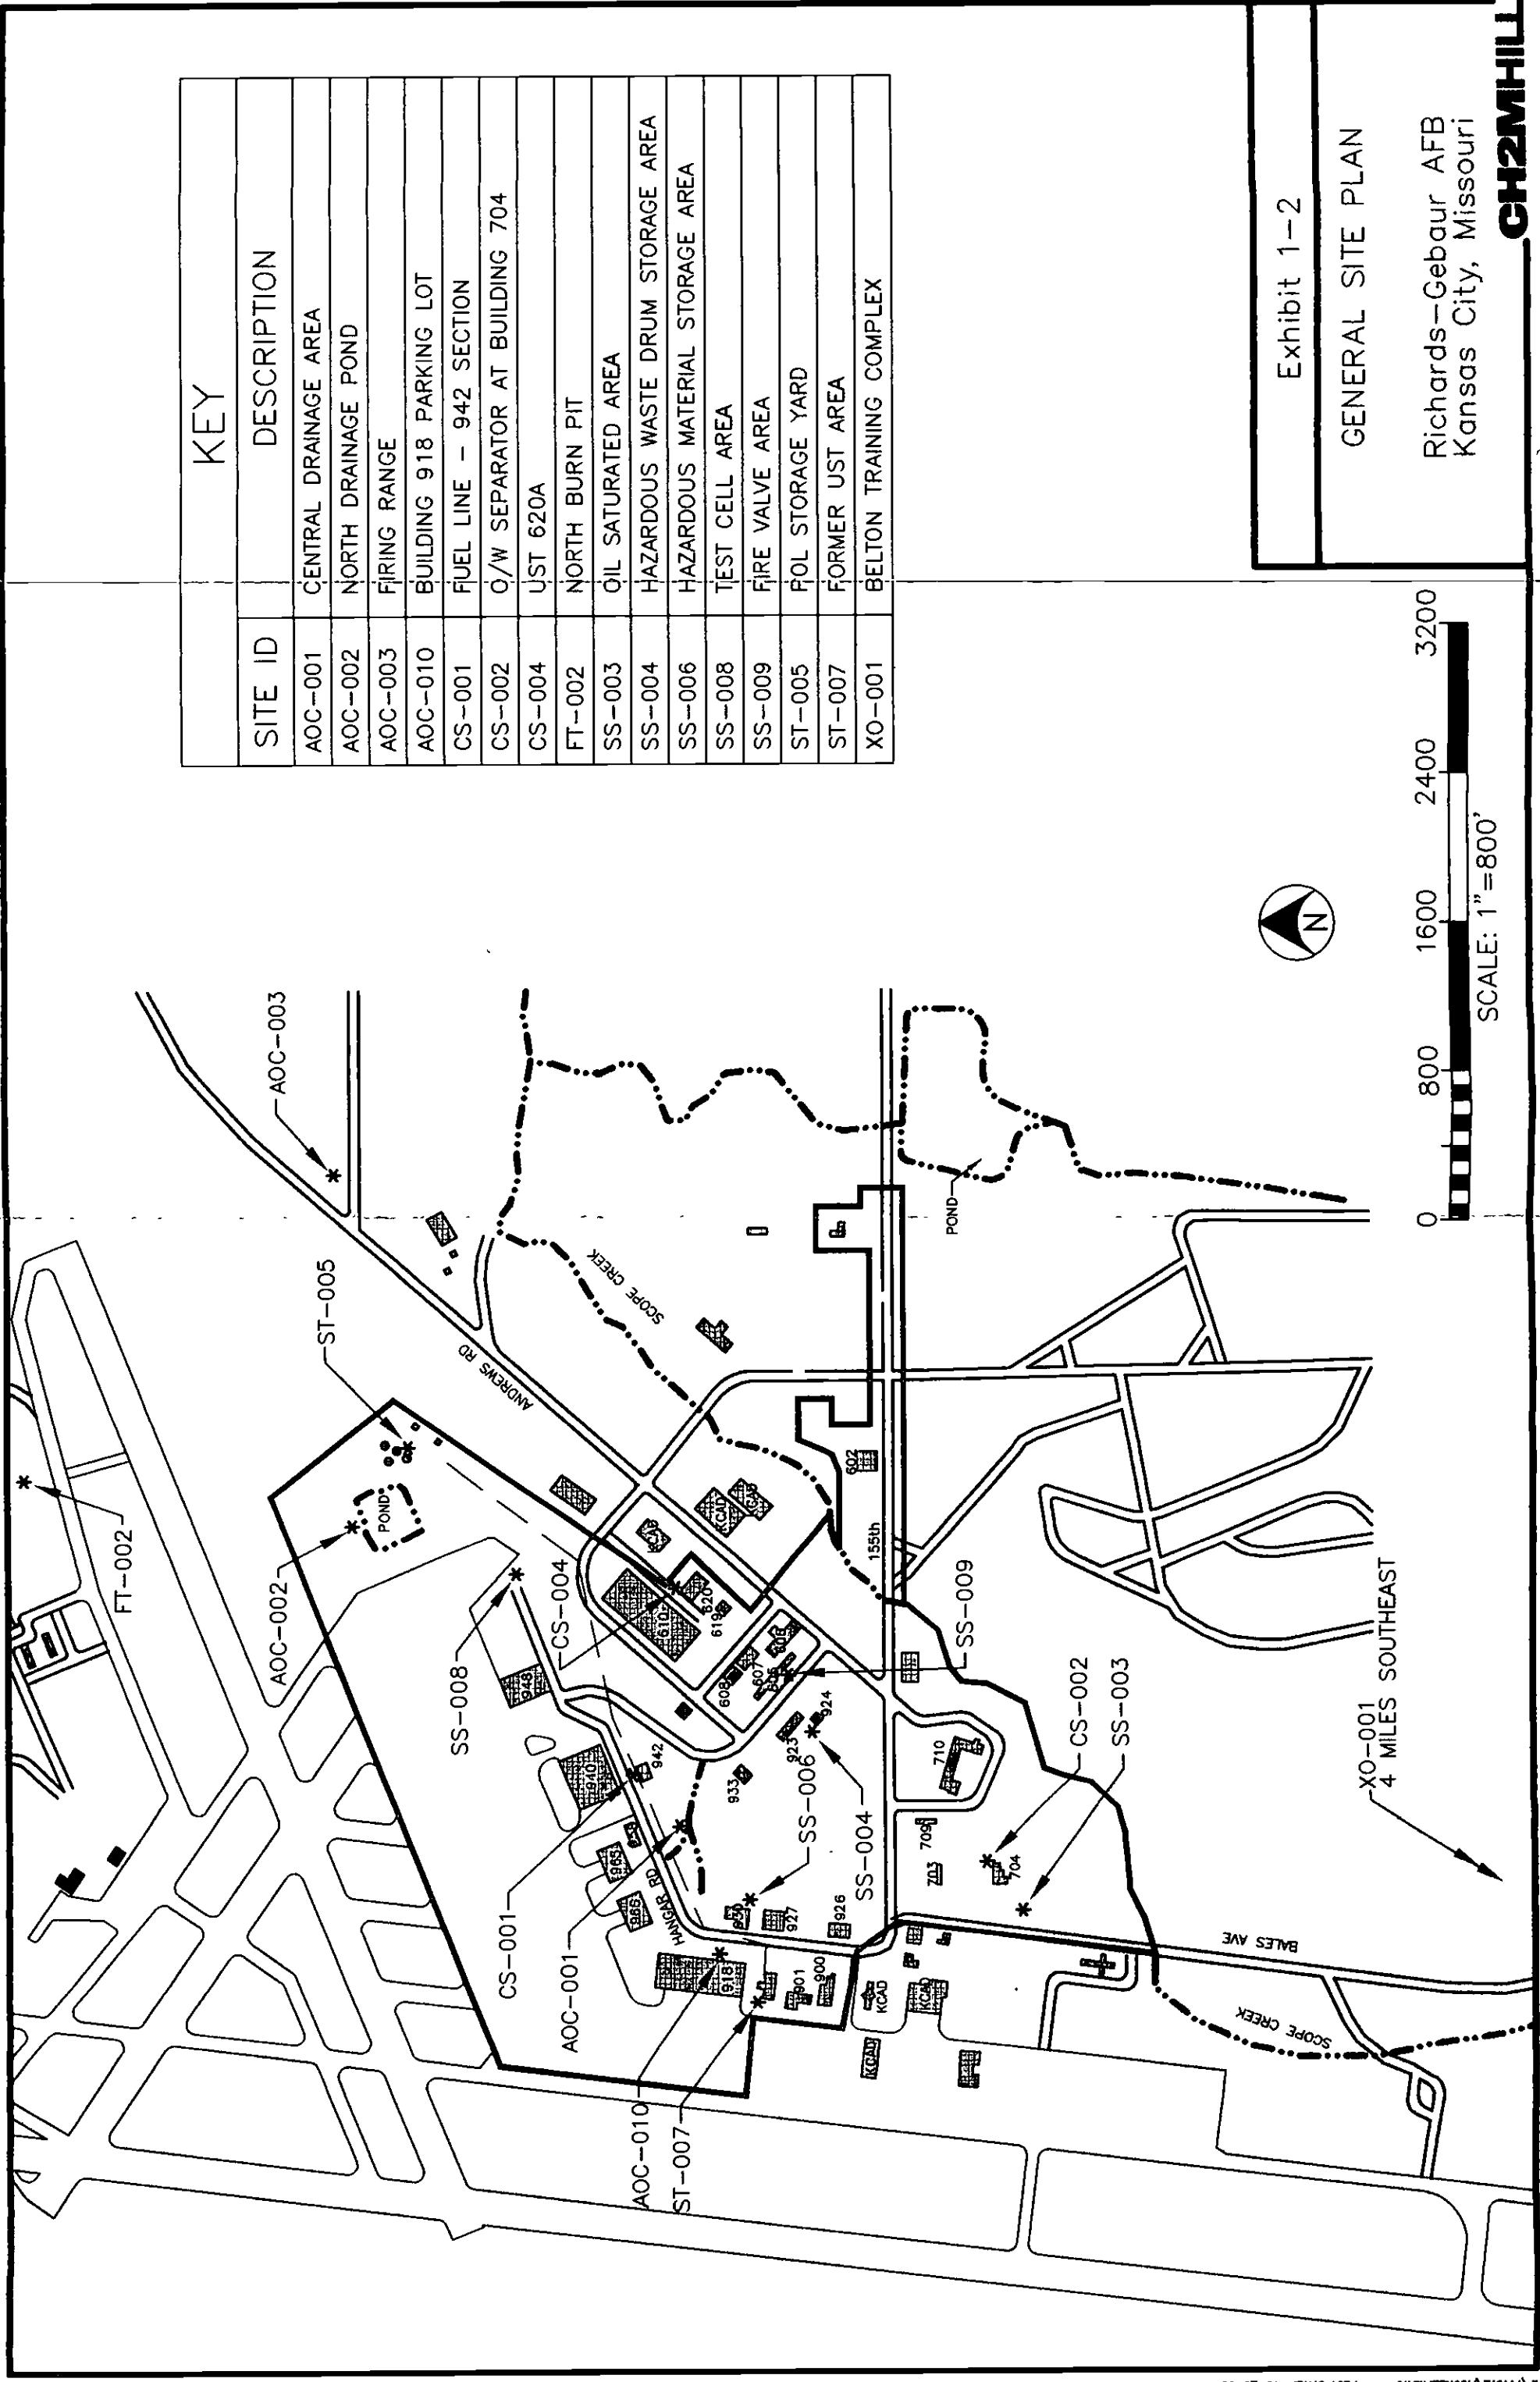 KEY
SITE ID DESCRIPTION
AOC-001 CENTRAL DRAINAGE AREA
AOC-002 NORTH DRAINAGE POND
AOC-003 FIRING RANGE
AOC-010 BUILDING 918 PARKING LOT
CS-001 FUEL LINE - 942 SECTION
CS-002 O/W SEPARATOR AT BUILDING 704
CS-004 UST 620A
FT-002 NORTH BURN PIT
SS-003 OIL SATURATED AREA
SS-004 HAZARDOUS WASTE DRUM STORAGE AREA
SS-006 HAZARDOUS MATERIAL STORAGE AREA
SS-008 TEST CELL AREA
SS-009 FIRE VALVE AREA
ST-005 POL STORAGE YARD
ST-007 FORMER UST AREA
XO-001 BELTON TRAINING COMPLEX
FT-002
AOC-002
POND
ST-005
AOC-003
ANDREWS RD
SCOPE CREEK
SS-008
948
CS-004
610
620
619
KCAD
KCAD
KCAD
602
155th
608
607
605
SS-009
CS-001
940
942
965
966
HANGAR RD
AOC-001
933
923
924
SS-006
SS-004
930
927
926
918
AOC-010
ST-007
901
900
KCAD
KCAD
KCAD
710
709
703
704
CS-002
SS-003
POND
BALES AVE
SCOPE CREEK
XO-001
4 MILES SOUTHEAST
N
0 800 1600 2400 3200
SCALE: 1"=800'
Exhibit 1-2
GENERAL SITE PLAN
Richards-Gebaur AFB
Kansas City, Missouri
CH2MHILL